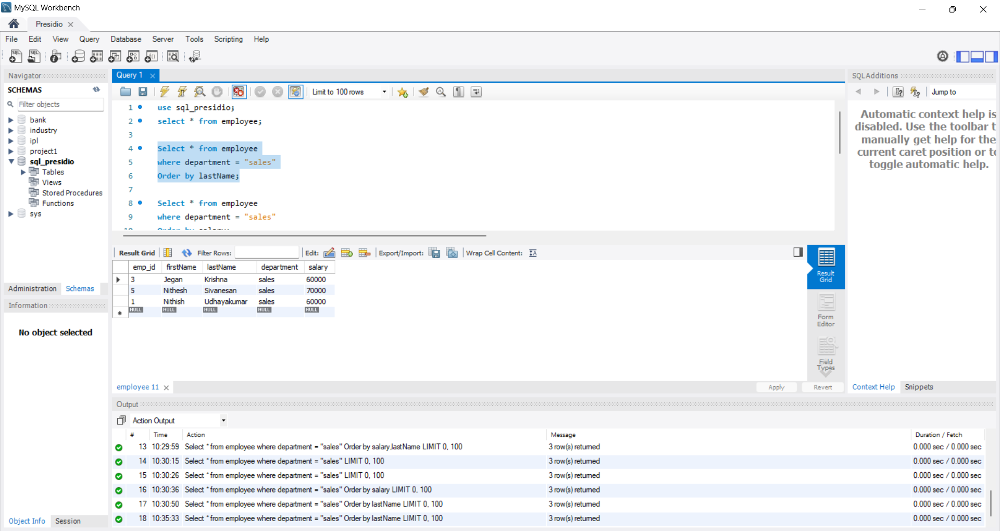 MySQL Workbench
Presidio
File Edit View Query Database Server Tools Scripting Help
Navigator
SCHEMAS
Filter objects
bank
industry
ipl
project1
sql_presidio
Tables
Views
Stored Procedures
Functions
sys
Administration Schemas
Information
No object selected
Object Info Session
Query 1
Limit to 100 rows
1 use sql_presidio;
2 select * from employee;
3
4 Select * from employee
5 where department = "sales"
6 Order by lastName;
7
8 Select * from employee
9 where department = "sales"
10 Order by salary;
Result Grid Filter Rows: Edit: Export/Import: Wrap Cell Content:
emp_id firstName lastName department salary
3 Jegan Krishna sales 60000
5 Nithesh Sivanesan sales 70000
1 Nithish Udhayakumar sales 60000
NULL NULL NULL NULL NULL
Result
Grid
Form
Editor
Field
Types
employee 11
Apply Revert
SQLAdditions
Jump to
Automatic context help is
disabled. Use the toolbar t
manually get help for the
current caret position or to
toggle automatic help.
Context Help Snippets
Output
Action Output
# Time Action Message Duration / Fetch
13 10:29:59 Select * from employee where department = "sales" Order by salary,lastName LIMIT 0, 100 3 row(s) returned 0.000 sec / 0.000 sec
14 10:30:15 Select * from employee where department = "sales" LIMIT 0, 100 3 row(s) returned 0.000 sec / 0.000 sec
15 10:30:26 Select * from employee where department = "sales" LIMIT 0, 100 3 row(s) returned 0.000 sec / 0.000 sec
16 10:30:36 Select * from employee where department = "sales" Order by salary LIMIT 0, 100 3 row(s) returned 0.000 sec / 0.000 sec
17 10:30:50 Select * from employee where department = "sales" Order by lastName LIMIT 0, 100 3 row(s) returned 0.000 sec / 0.000 sec
18 10:35:33 Select * from employee where department = "sales" Order by lastName LIMIT 0, 100 3 row(s) returned 0.000 sec / 0.000 sec